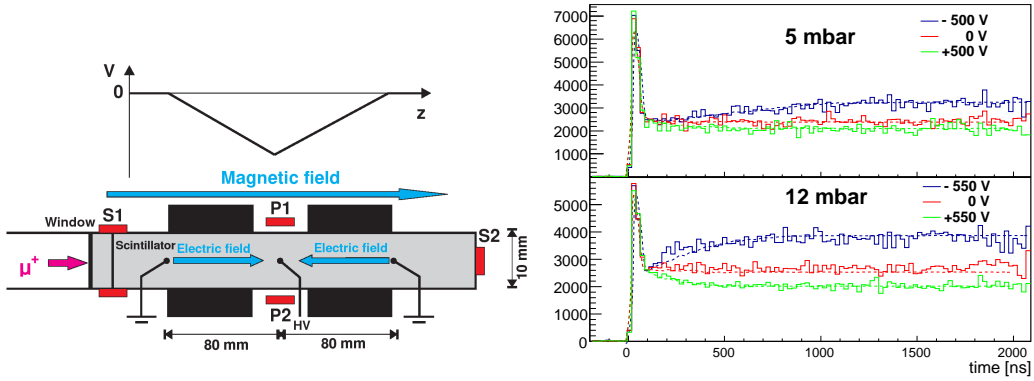 V
0
z
Magnetic field
Window
S1
P1
Scintillator
Electric field
Electric field
S2
μ+
10 mm
P2
HV
80 mm
80 mm
7000
6000
5000
4000
3000
2000
1000
0
5 mbar
- 500 V
0 V
+500 V
5000
4000
3000
2000
1000
0
12 mbar
- 550 V
0 V
+550 V
0
500
1000
1500
2000
time [ns]